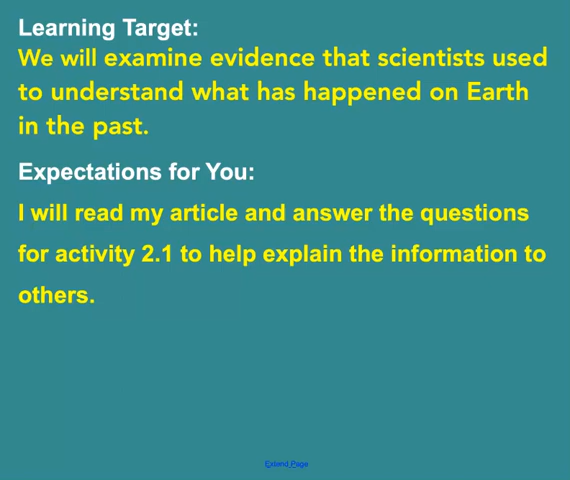 Learning Target:
We will examine evidence that scientists used
to understand what has happened on Earth
in the past.
Expectations for You:
I will read my article and answer the questions
for activity 2.1 to help explain the information to
others.
Extend Page